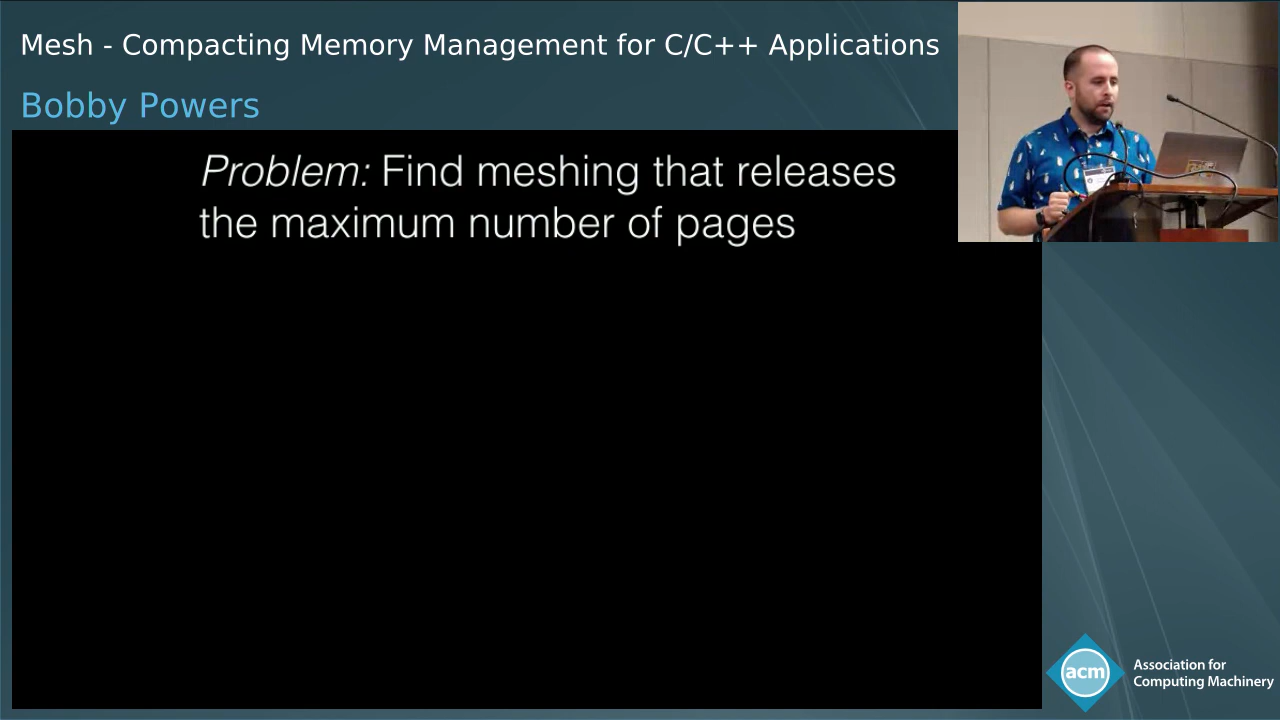 Mesh - Compacting Memory Management for C/C++ Applications
Bobby Powers
Problem: Find meshing that releases
the maximum number of pages
acm
Association for
Computing Machinery